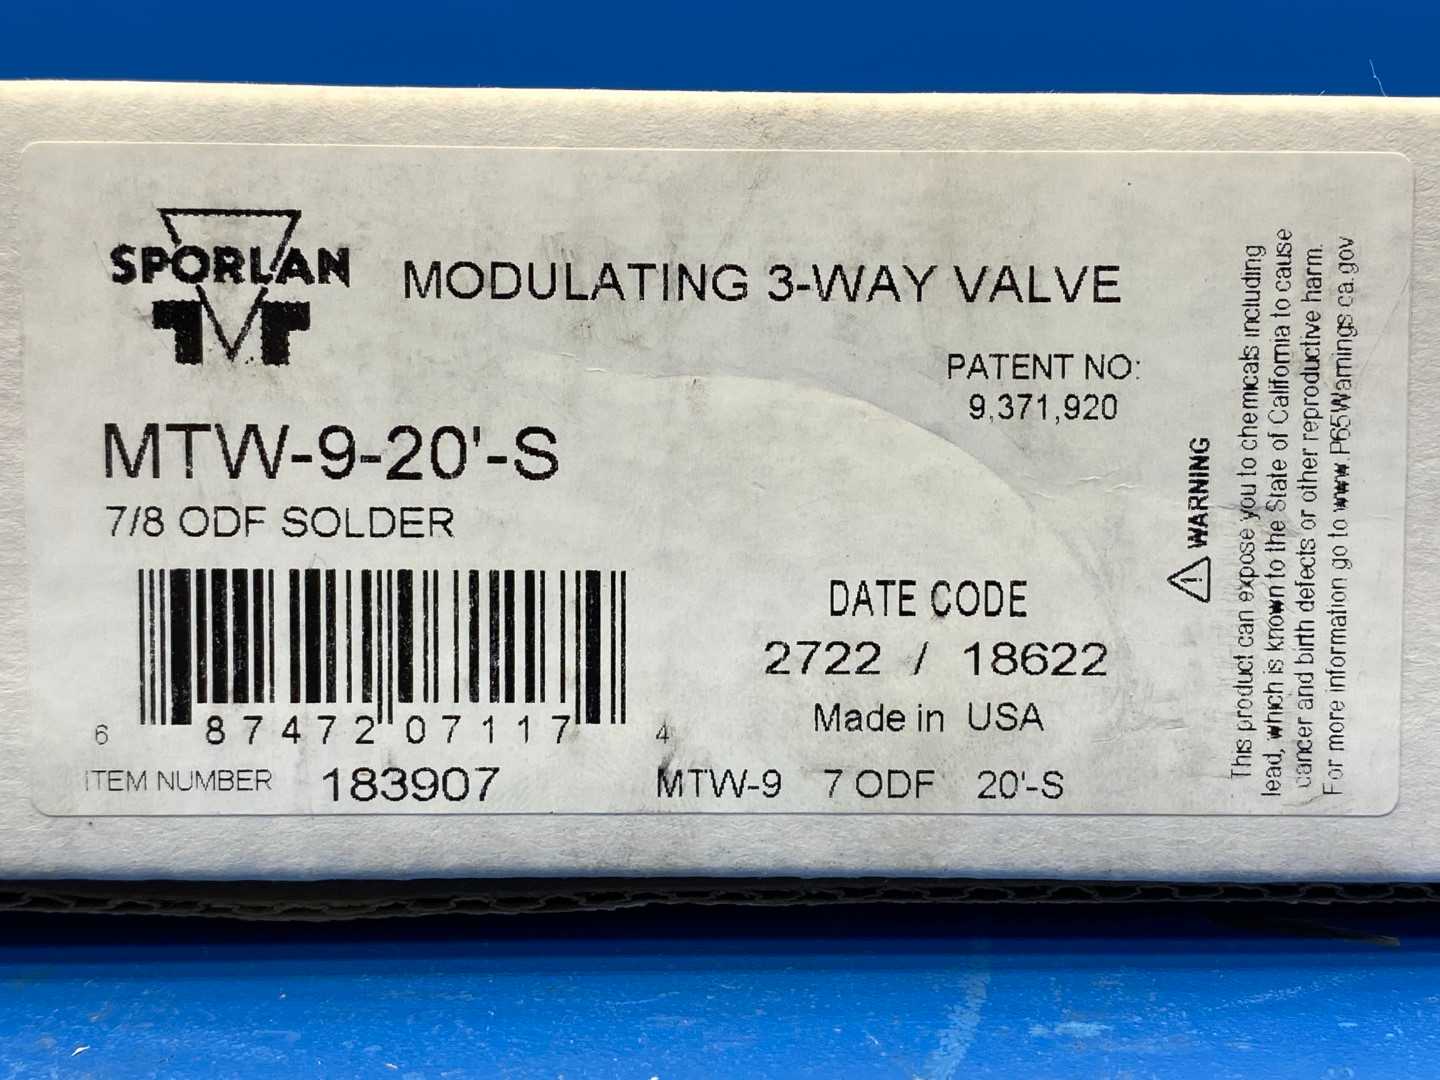 SPORLAN
MODULATING 3-WAY VALVE
PATENT NO:
9,371,920
MTW-9-20'-S
7/8 ODF SOLDER
DATE CODE
2722 / 18622
Made in USA
6 87472 07117 4
ITEM NUMBER 183907
MTW-9 7 ODF 20'-S
WARNING
This product can expose you to chemicals including
lead, which is known to the State of California to cause
cancer and birth defects or other reproductive harm.
For more information go to www.P65Warnings.ca.gov